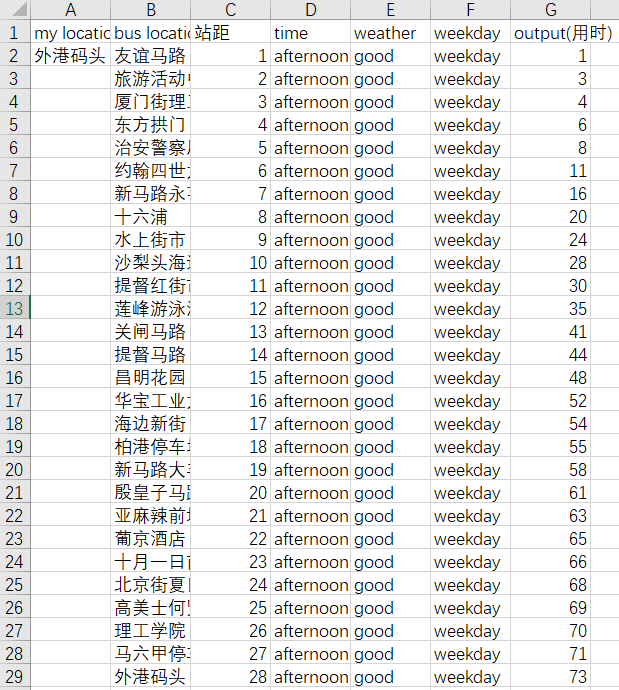 A B C D E F G
1 my locatic bus locati 站距 time weather weekday output(用时)
2 外港码头 友谊马路 1 afternoon good weekday 1
3 旅游活动 2 afternoon good weekday 3
4 厦门街理 3 afternoon good weekday 4
5 东方拱门 4 afternoon good weekday 6
6 治安警察 5 afternoon good weekday 8
7 约翰四世 6 afternoon good weekday 11
8 新马路永 7 afternoon good weekday 16
9 十六浦 8 afternoon good weekday 20
10 水上街市 9 afternoon good weekday 24
11 沙梨头海 10 afternoon good weekday 28
12 提督红街 11 afternoon good weekday 30
13 莲峰游泳 12 afternoon good weekday 35
14 关闸马路 13 afternoon good weekday 41
15 提督马路 14 afternoon good weekday 44
16 昌明花园 15 afternoon good weekday 48
17 华宝工业 16 afternoon good weekday 52
18 海边新街 17 afternoon good weekday 54
19 柏港停车 18 afternoon good weekday 55
20 新马路大 19 afternoon good weekday 58
21 殷皇子马 20 afternoon good weekday 61
22 亚麻辣前 21 afternoon good weekday 63
23 葡京酒店 22 afternoon good weekday 65
24 十月一日 23 afternoon good weekday 66
25 北京街夏 24 afternoon good weekday 68
26 高美士何 25 afternoon good weekday 69
27 理工学院 26 afternoon good weekday 70
28 马六甲停 27 afternoon good weekday 71
29 外港码头 28 afternoon good weekday 73